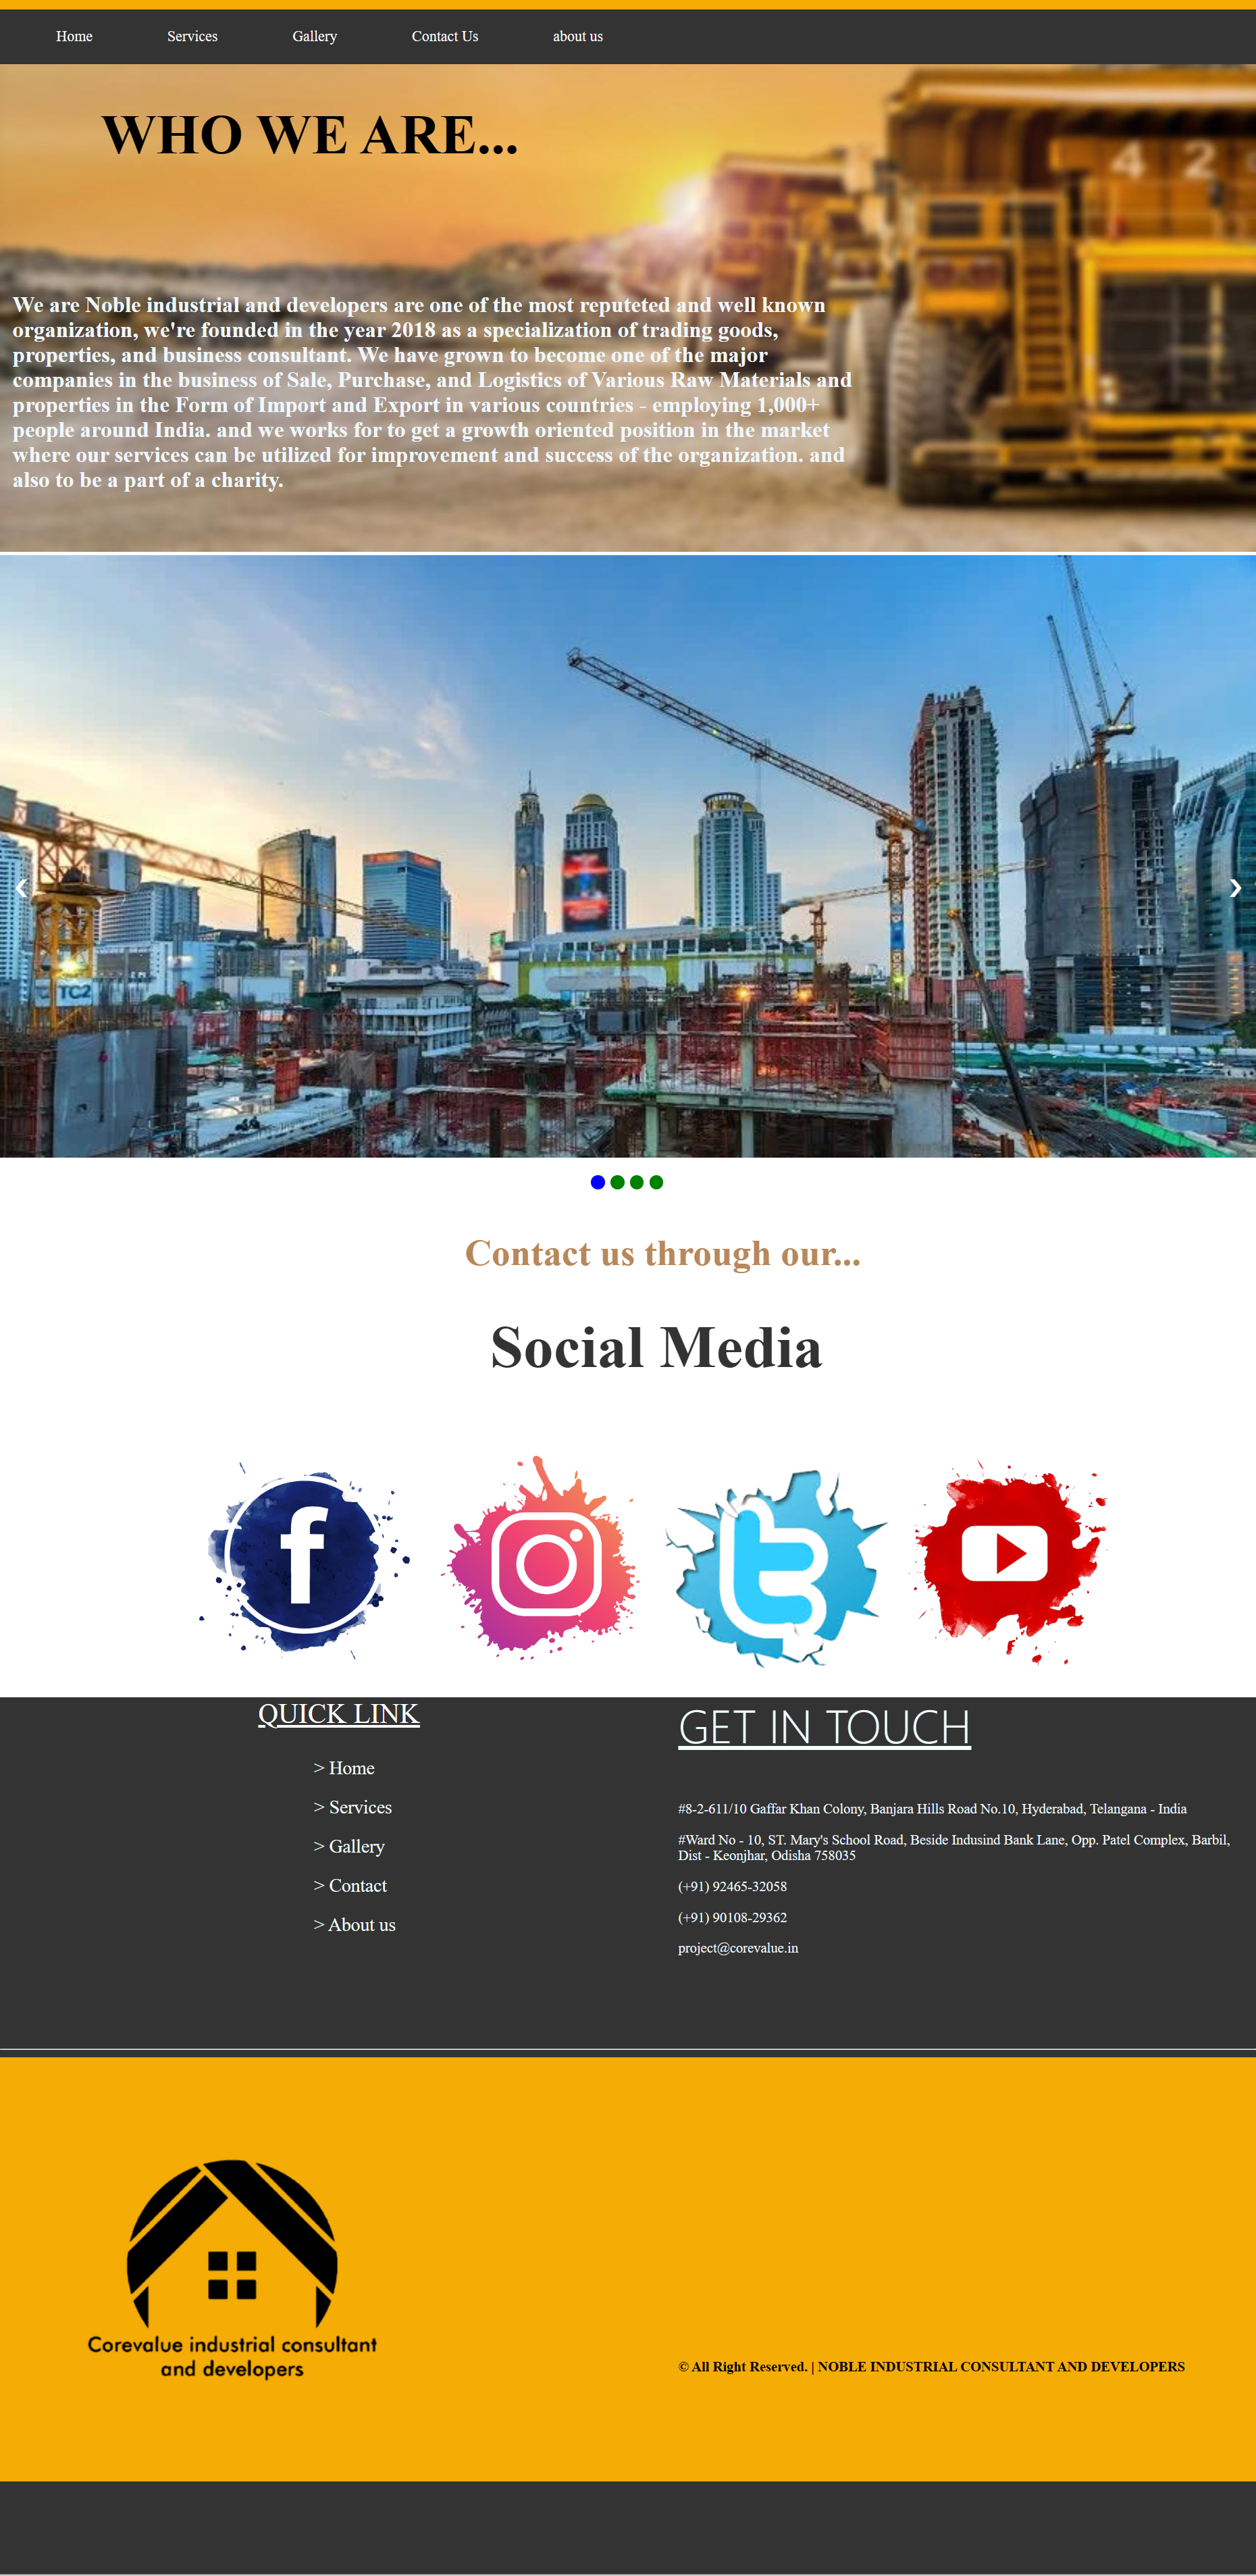 Home Services Gallery Contact Us about us
WHO WE ARE...
4 2
We are Noble industrial and developers are one of the most reputeted and well known
organization, we're founded in the year 2018 as a specialization of trading goods,
properties, and business consultant. We have grown to become one of the major
companies in the business of Sale, Purchase, and Logistics of Various Raw Materials and
properties in the Form of Import and Export in various countries - employing 1,000+
people around India. and we works for to get a growth oriented position in the market
where our services can be utilized for improvement and success of the organization. and
also to be a part of a charity.
❮ ❯
TC2
Contact us through our...
Social Media
QUICK LINK
> Home
> Services
> Gallery
> Contact
> About us
GET IN TOUCH
#8-2-611/10 Gaffar Khan Colony, Banjara Hills Road No.10, Hyderabad, Telangana - India
#Ward No - 10, ST. Mary's School Road, Beside Indusind Bank Lane, Opp. Patel Complex, Barbil,
Dist - Keonjhar, Odisha 758035
(+91) 92465-32058
(+91) 90108-29362
project@corevalue.in
Corevalue industrial consultant
and developers
© All Right Reserved. | NOBLE INDUSTRIAL CONSULTANT AND DEVELOPERS